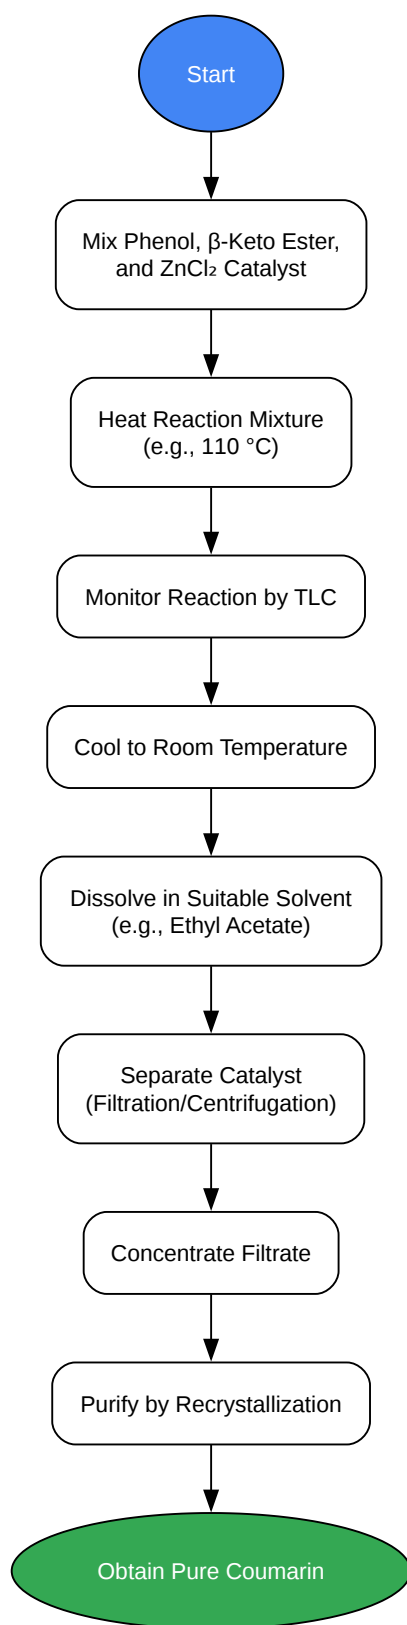 Start
Mix Phenol, β-Keto Ester,
and ZnCl₂ Catalyst
Heat Reaction Mixture
(e.g., 110 °C)
Monitor Reaction by TLC
Cool to Room Temperature
Dissolve in Suitable Solvent
(e.g., Ethyl Acetate)
Separate Catalyst
(Filtration/Centrifugation)
Concentrate Filtrate
Purify by Recrystallization
Obtain Pure Coumarin